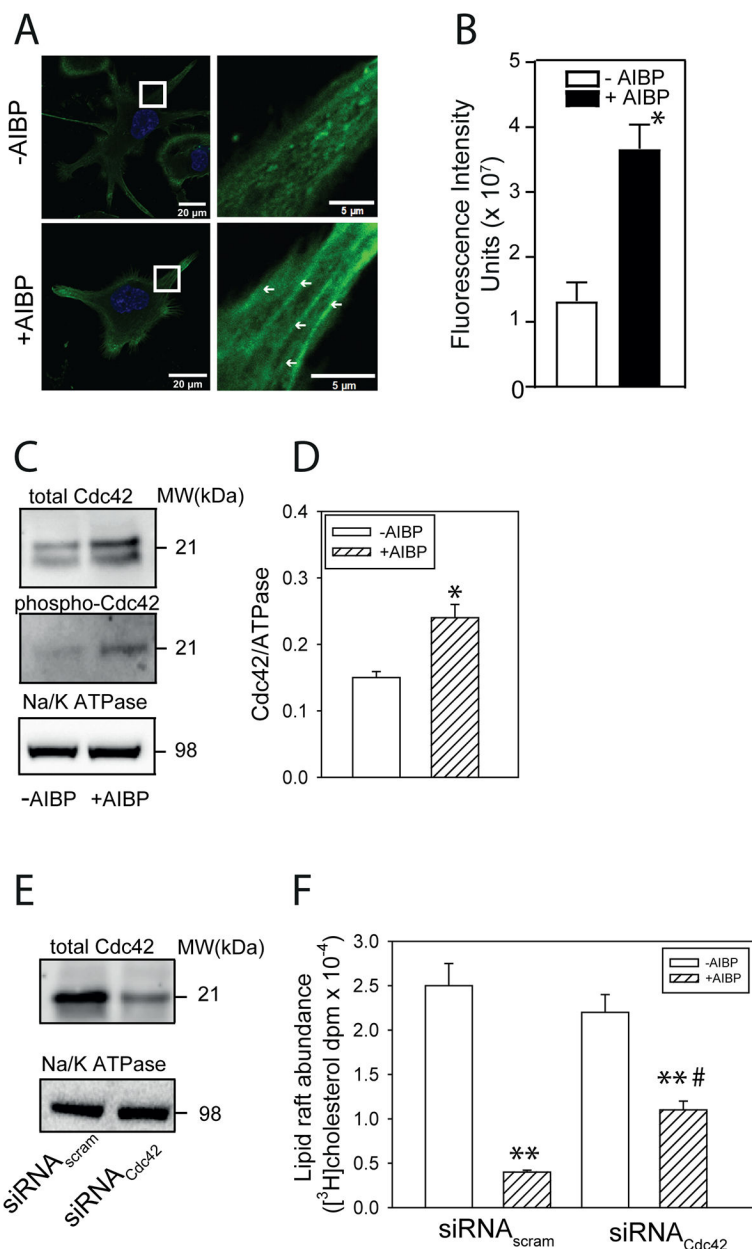 A
-AIBP
20 µm
5 µm
+AIBP
20 µm
5 µm
B
Fluorescence Intensity
Units (x 10⁷)
5
4
3
2
1
0
- AIBP
+ AIBP
*
C
total Cdc42
MW(kDa)
21
phospho-Cdc42
21
Na/K ATPase
98
-AIBP +AIBP
D
Cdc42/ATPase
0.4
0.3
0.2
0.1
0.0
-AIBP
+AIBP
*
E
total Cdc42
MW(kDa)
21
Na/K ATPase
98
siRNAscram
siRNACdc42
F
Lipid raft abundance
([³H]cholesterol dpm x 10⁻⁴)
3.0
2.5
2.0
1.5
1.0
0.5
0.0
-AIBP
+AIBP
**
** #
siRNAscram
siRNACdc42